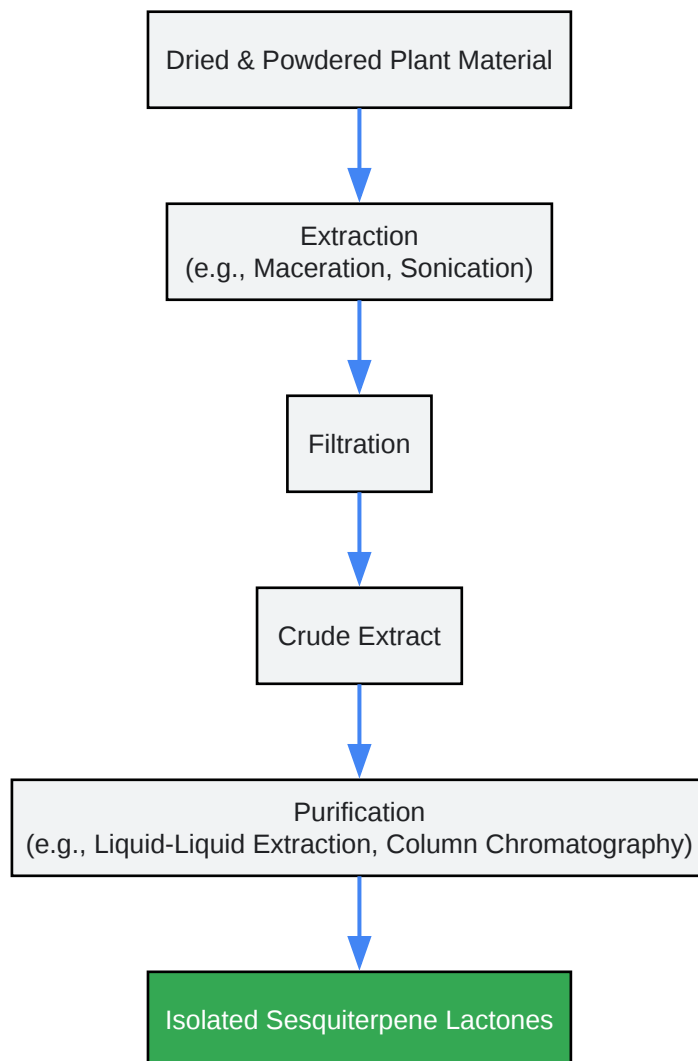 Dried & Powdered Plant Material
Extraction
(e.g., Maceration, Sonication)
Filtration
Crude Extract
Purification
(e.g., Liquid-Liquid Extraction, Column Chromatography)
Isolated Sesquiterpene Lactones